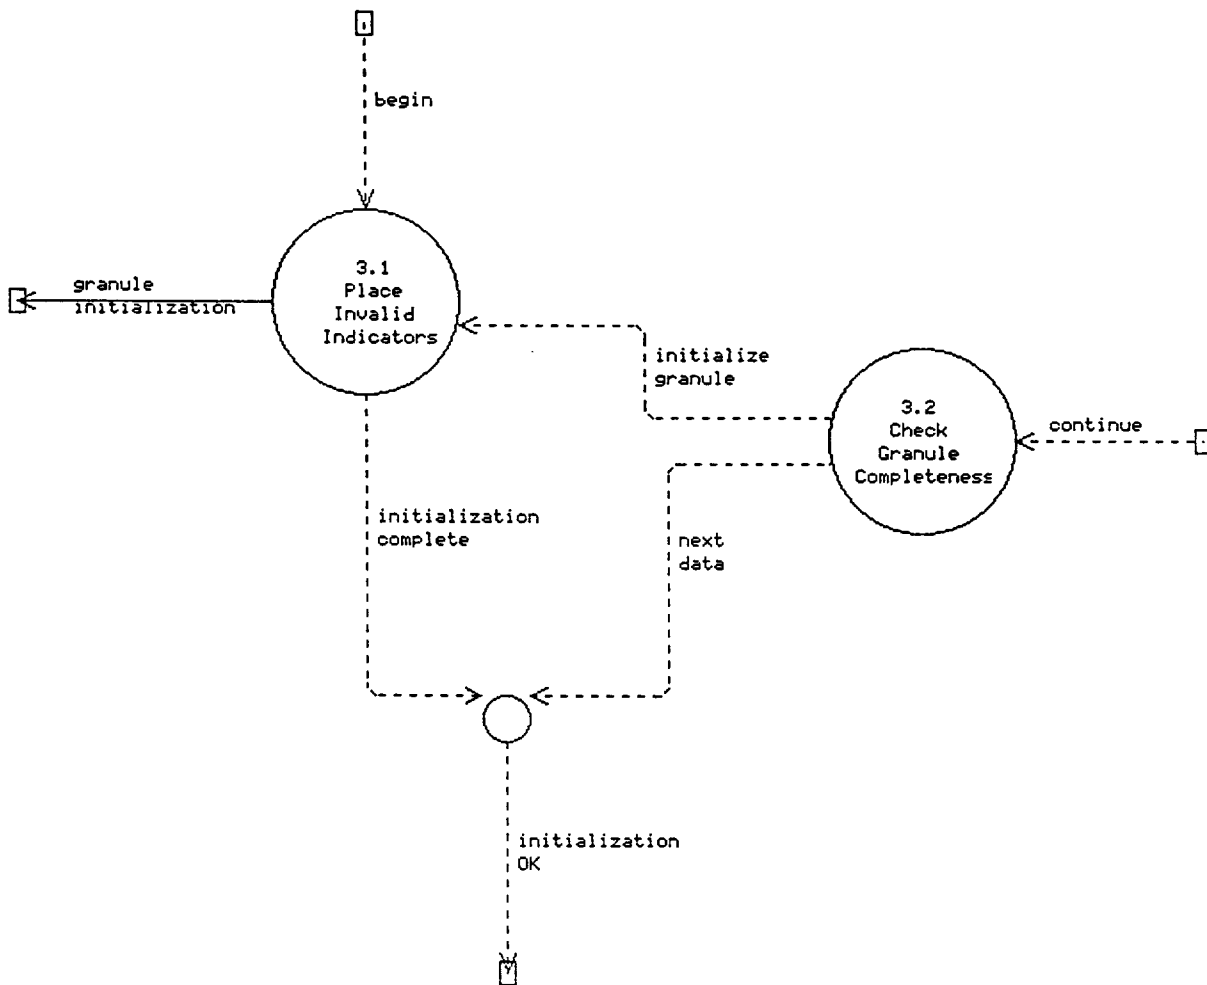 begin
3.1
Place
Invalid
Indicators
granule
initialization
initialize
granule
3.2
Check
Granule
Completeness
continue
initialization
complete
next
data
initialization
OK